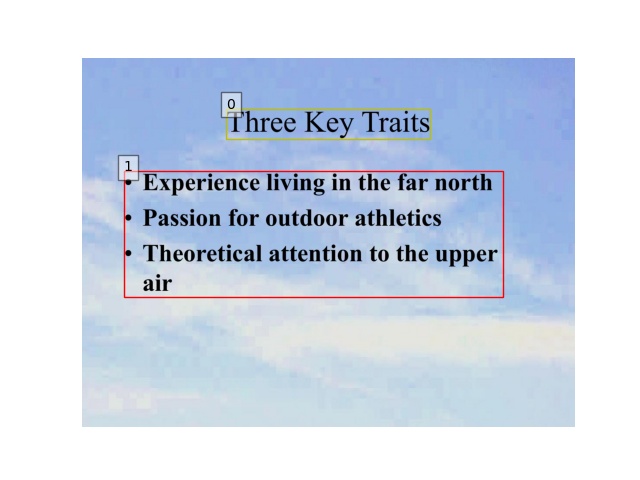 0
Three Key Traits
1
• Experience living in the far north
• Passion for outdoor athletics
• Theoretical attention to the upper
air